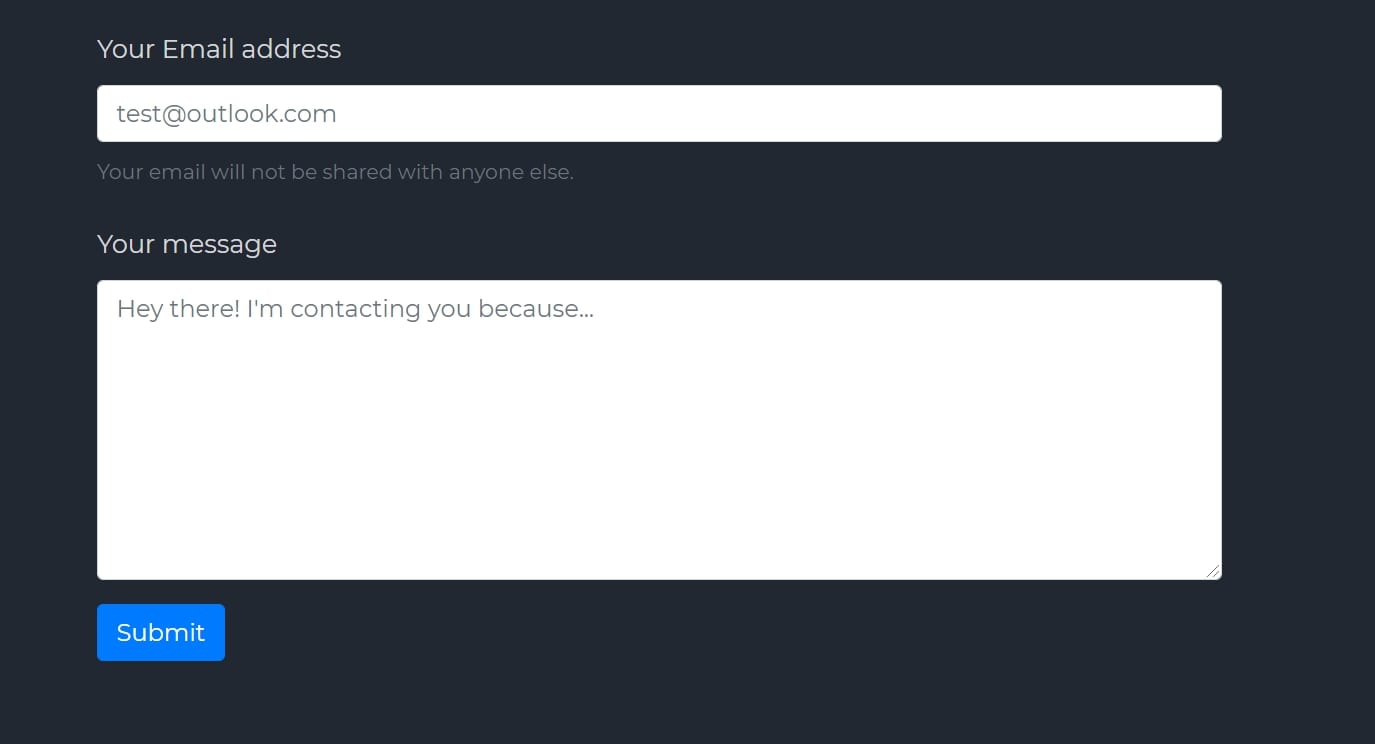 Your Email address
test@outlook.com
Your email will not be shared with anyone else.
Your message
Hey there! I'm contacting you because...
Submit